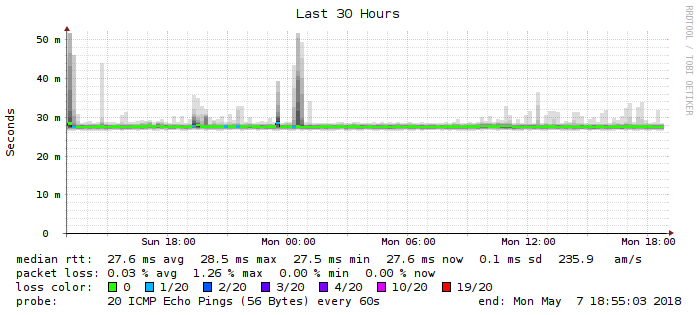 Last 30 Hours
RRDTOOL / TOBI OETIKER
Seconds
50 m
40 m
30 m
20 m
10 m
0
Sun 18:00 Mon 00:00 Mon 06:00 Mon 12:00 Mon 18:00
median rtt: 27.6 ms avg 28.5 ms max 27.5 ms min 27.6 ms now 0.1 ms sd 235.9 am/s
packet loss: 0.03 % avg 1.26 % max 0.00 % min 0.00 % now
loss color: 0 1/20 2/20 3/20 4/20 10/20 19/20
probe: 20 ICMP Echo Pings (56 Bytes) every 60s end: Mon May 7 18:55:03 2018